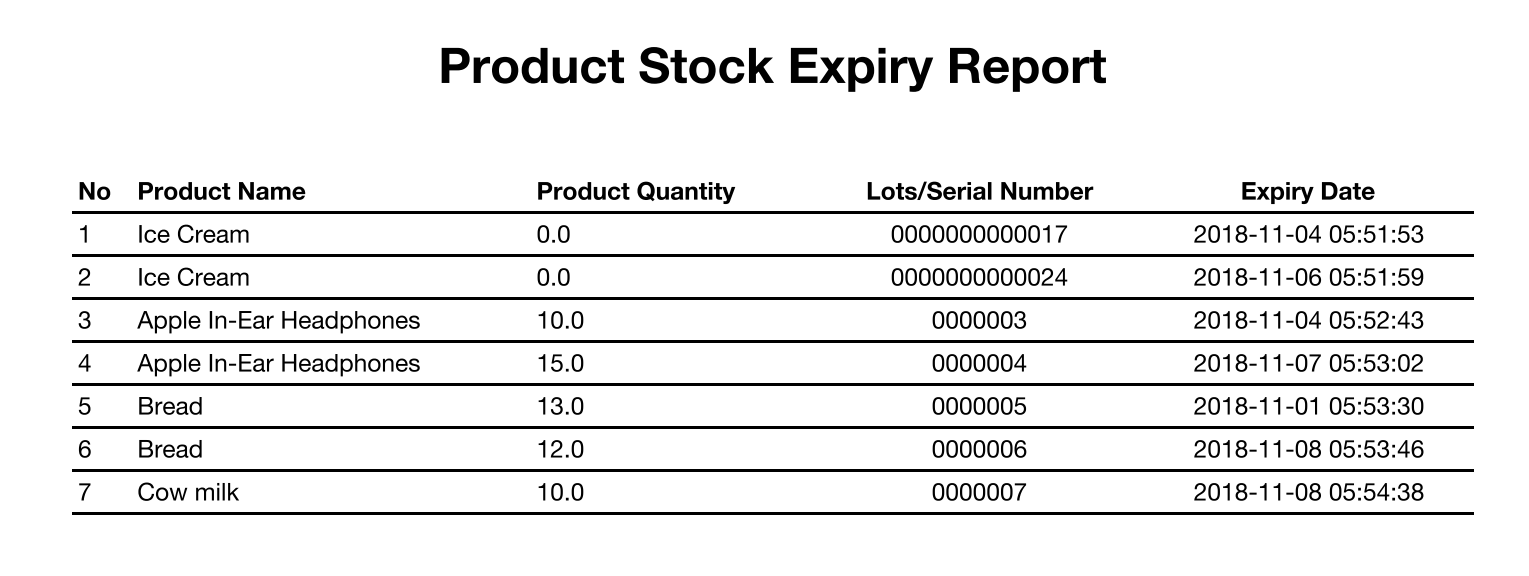 Product Stock Expiry Report
No Product Name Product Quantity Lots/Serial Number Expiry Date
1 Ice Cream 0.0 0000000000017 2018-11-04 05:51:53
2 Ice Cream 0.0 0000000000024 2018-11-06 05:51:59
3 Apple In-Ear Headphones 10.0 0000003 2018-11-04 05:52:43
4 Apple In-Ear Headphones 15.0 0000004 2018-11-07 05:53:02
5 Bread 13.0 0000005 2018-11-01 05:53:30
6 Bread 12.0 0000006 2018-11-08 05:53:46
7 Cow milk 10.0 0000007 2018-11-08 05:54:38